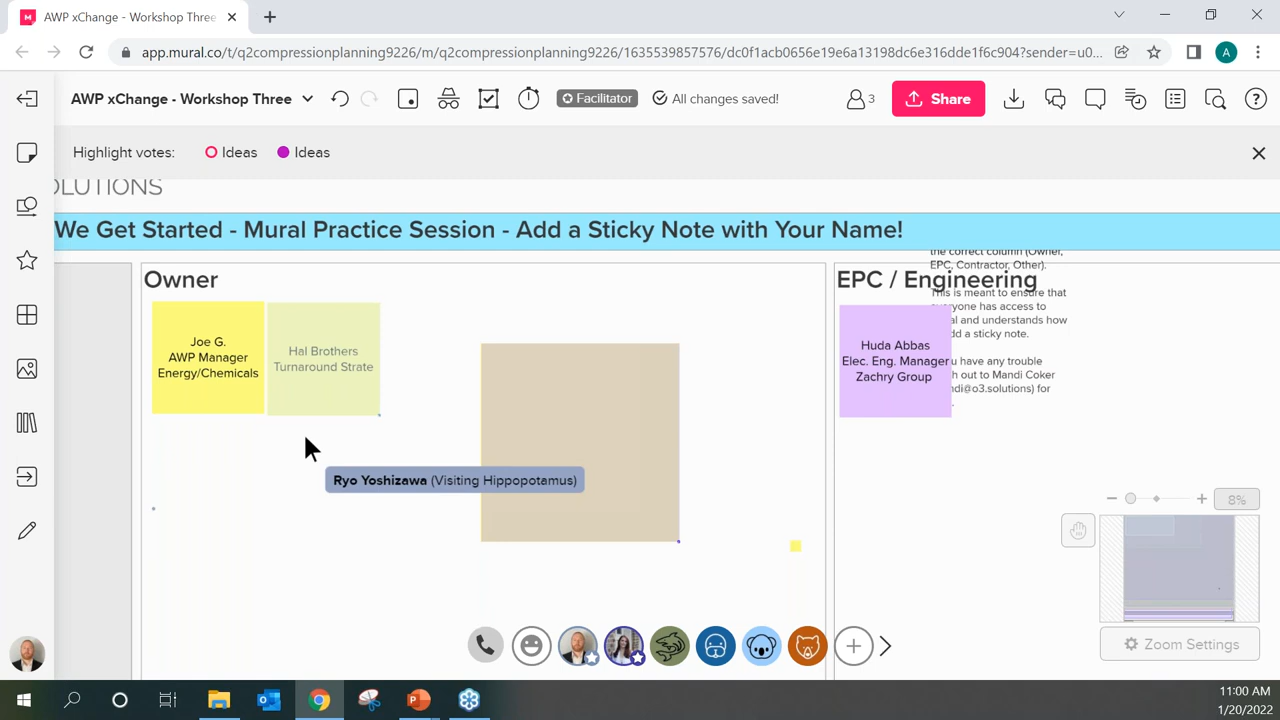 AWP xChange - Workshop Three
app.mural.co/t/q2compressionplanning9226/m/q2compressionplanning9226/1635539857576/dc0f1acb0656e19e6a13198dc6e316dde1f6c904?sender=u0...
A
AWP xChange - Workshop Three
Facilitator
All changes saved!
3
Share
Highlight votes:
Ideas
Ideas
OLUTIONS
We Get Started - Mural Practice Session - Add a Sticky Note with Your Name!
Owner
Joe G.
AWP Manager
Energy/Chemicals
Hal Brothers
Turnaround Strate
Ryo Yoshizawa (Visiting Hippopotamus)
EPC / Engineering
the correct column (Owner,
EPC, Contractor, Other).
This is meant to ensure that
everyone has access to
al and understands how
dd a sticky note.
u have any trouble
h out to Mandi Coker
ndi@o3.solutions) for
Huda Abbas
Elec. Eng. Manager
Zachry Group
8%
Zoom Settings
11:00 AM
1/20/2022